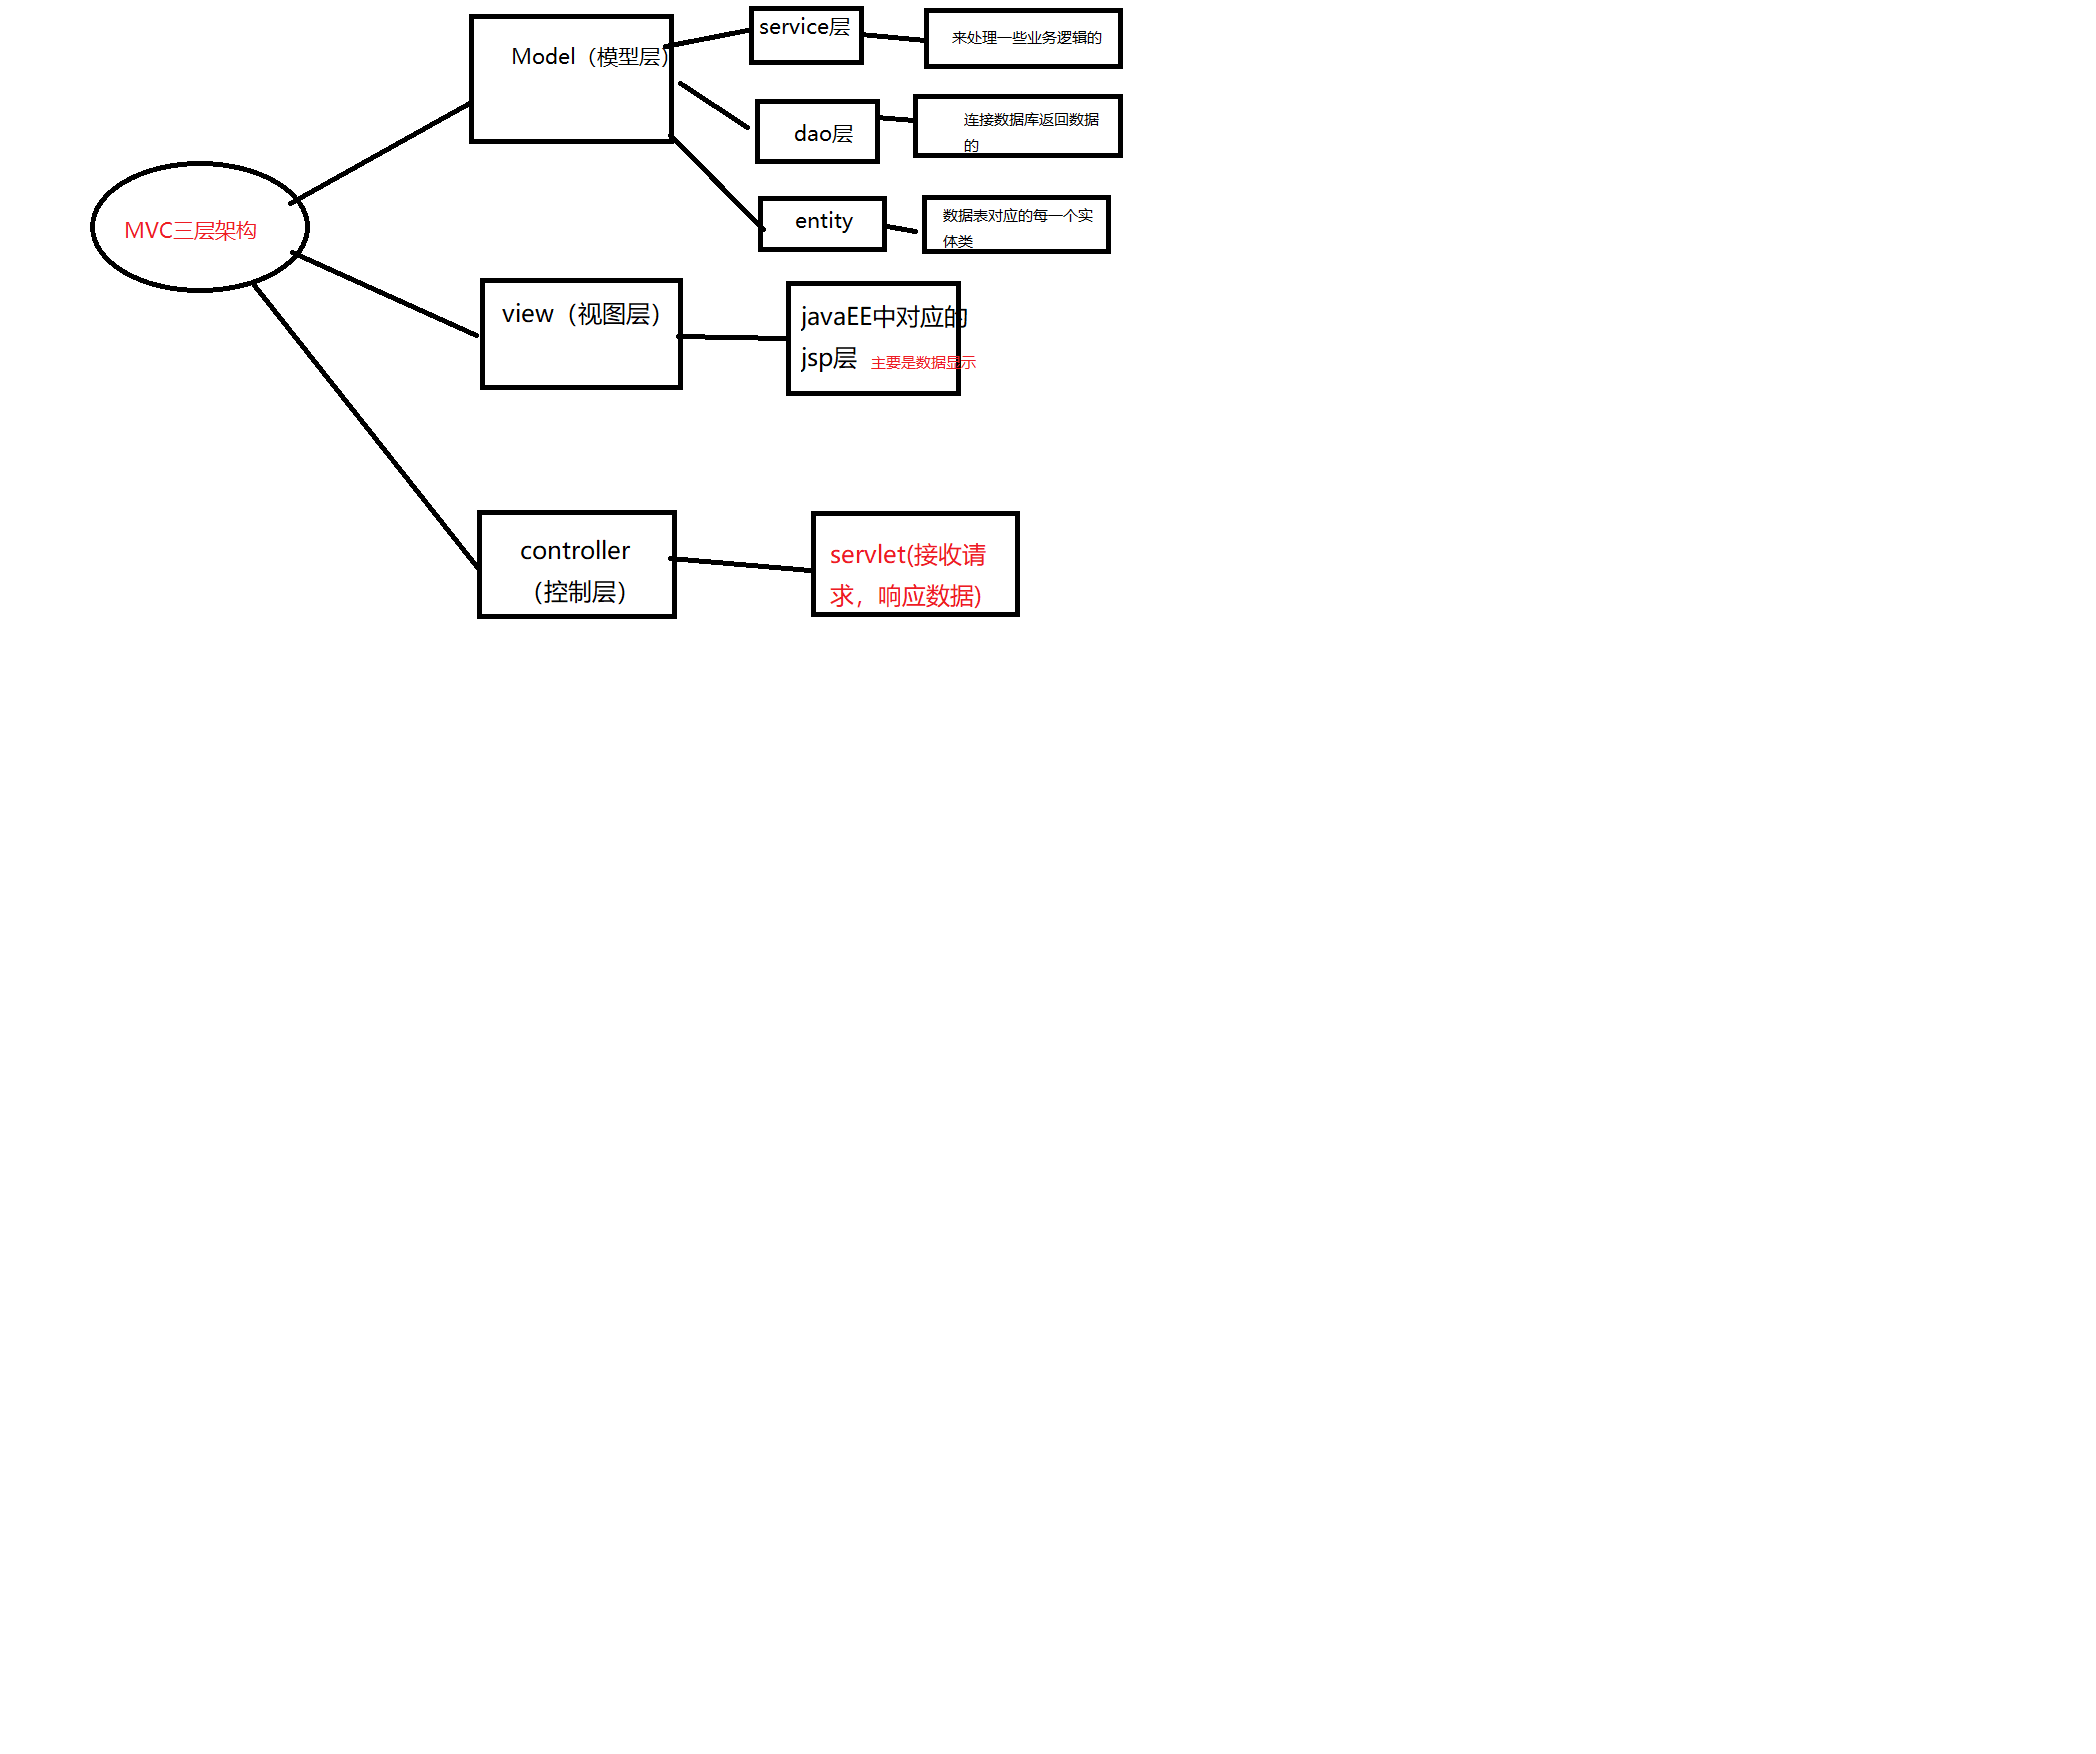 MVC三层架构
Model（模型层）
service层
来处理一些业务逻辑的
dao层
连接数据库返回数据
的
entity
数据表对应的每一个实
体类
view（视图层）
javaEE中对应的
jsp层 主要是数据显示
controller
（控制层）
servlet(接收请
求，响应数据)